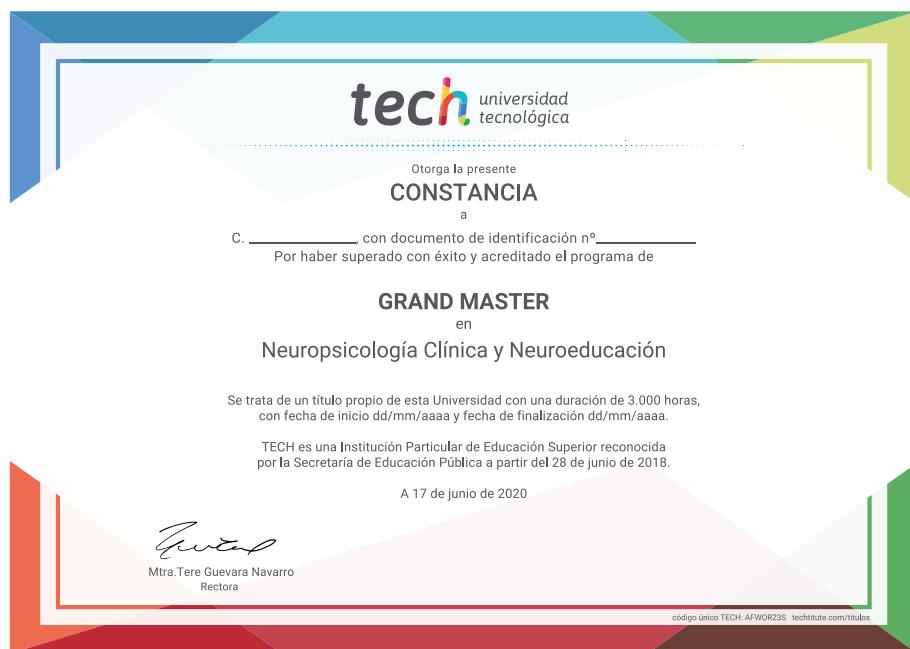 tech universidad
tecnológica
Otorga la presente
CONSTANCIA
a
C. ______________, con documento de identificación nº______________
Por haber superado con éxito y acreditado el programa de
GRAND MASTER
en
Neuropsicología Clínica y Neuroeducación
Se trata de un título propio de esta Universidad con una duración de 3.000 horas,
con fecha de inicio dd/mm/aaaa y fecha de finalización dd/mm/aaaa.
TECH es una Institución Particular de Educación Superior reconocida
por la Secretaría de Educación Pública a partir del 28 de junio de 2018.
A 17 de junio de 2020
Mtra.Tere Guevara Navarro
Rectora
código único TECH: AFWOR23S techtitute.com/titulos